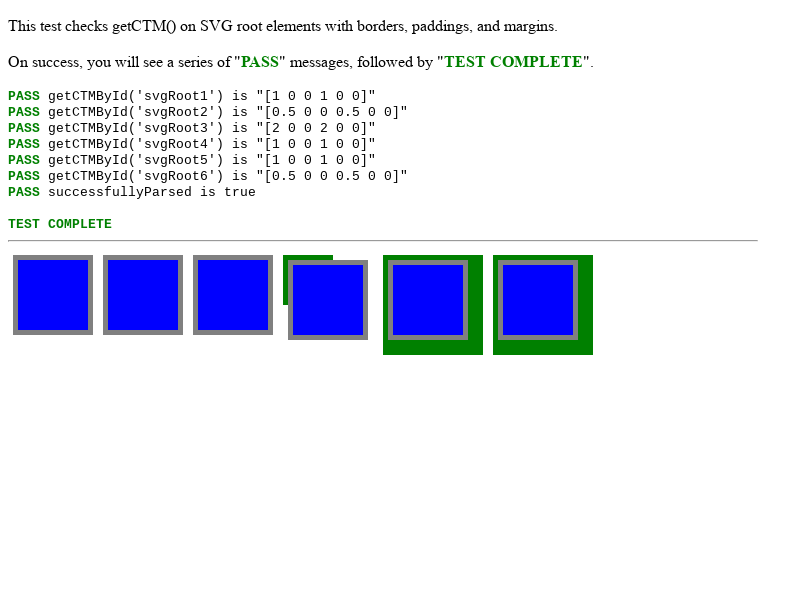 This test checks getCTM() on SVG root elements with borders, paddings, and margins.
On success, you will see a series of "PASS" messages, followed by "TEST COMPLETE".
PASS getCTMById('svgRoot1') is "[1 0 0 1 0 0]"
PASS getCTMById('svgRoot2') is "[0.5 0 0 0.5 0 0]"
PASS getCTMById('svgRoot3') is "[2 0 0 2 0 0]"
PASS getCTMById('svgRoot4') is "[1 0 0 1 0 0]"
PASS getCTMById('svgRoot5') is "[1 0 0 1 0 0]"
PASS getCTMById('svgRoot6') is "[0.5 0 0 0.5 0 0]"
PASS successfullyParsed is true
TEST COMPLETE